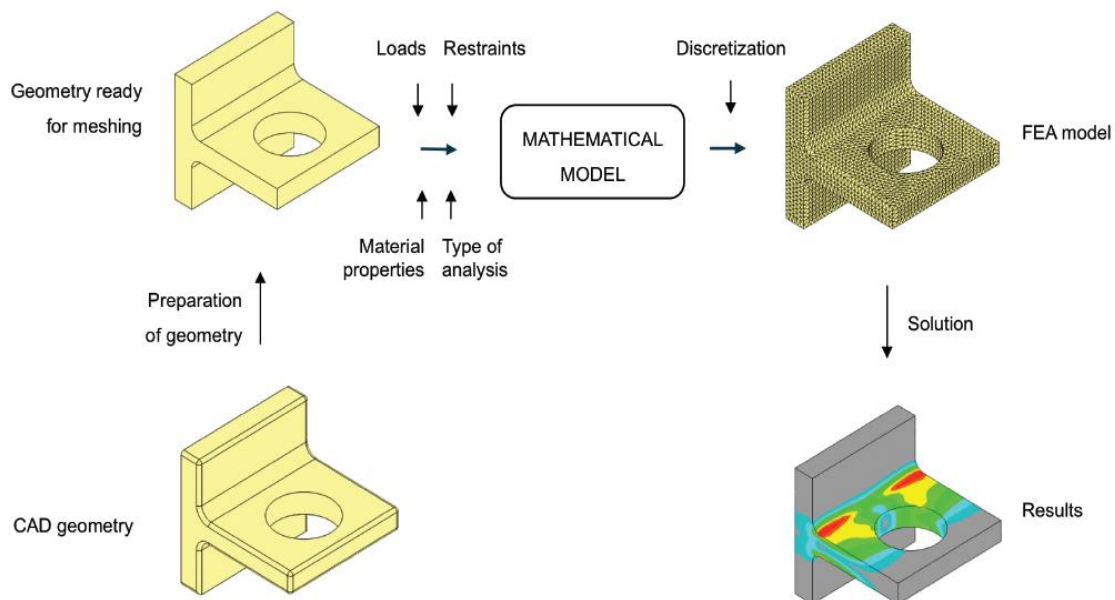 Loads
Restraints
Discretization
Geometry ready
for meshing
MATHEMATICAL
MODEL
FEA model
Material
properties
Type of
analysis
Preparation
of geometry
Solution
CAD geometry
Results